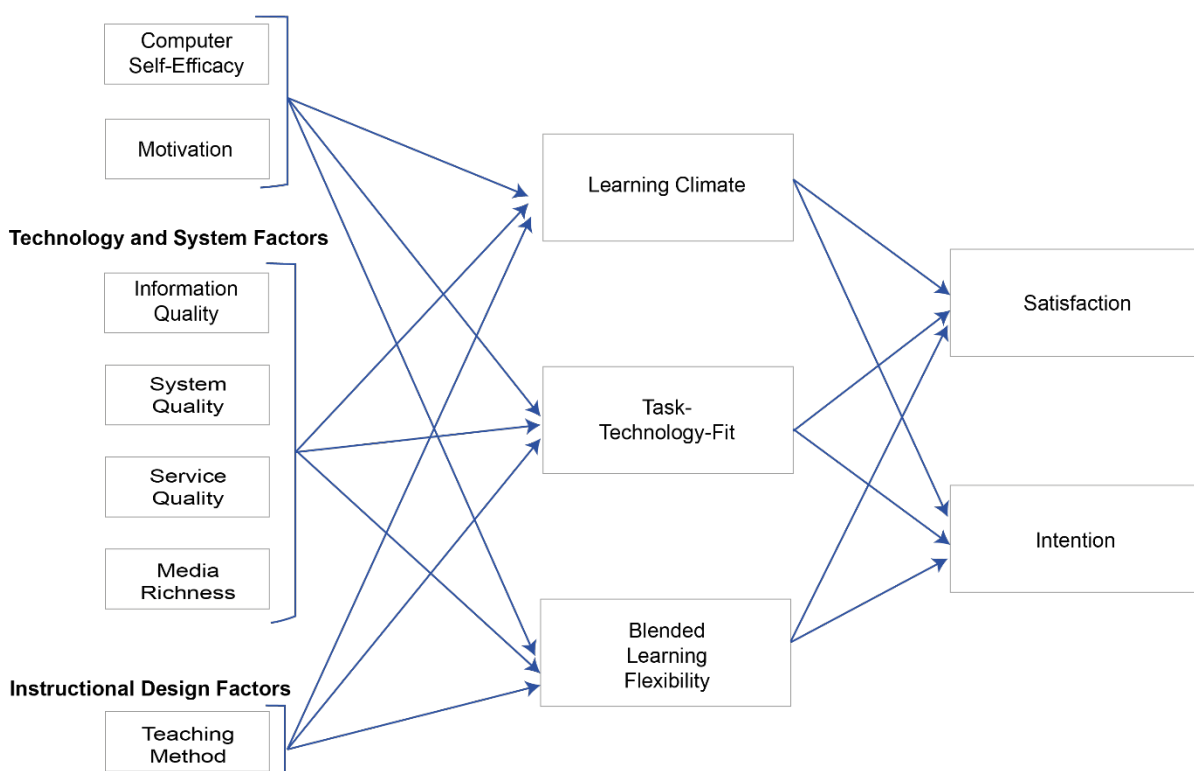 Computer
Self-Efficacy
Motivation
Technology and System Factors
Information
Quality
System
Quality
Service
Quality
Media
Richness
Instructional Design Factors
Teaching
Method
Learning Climate
Task-
Technology-Fit
Blended
Learning
Flexibility
Satisfaction
Intention